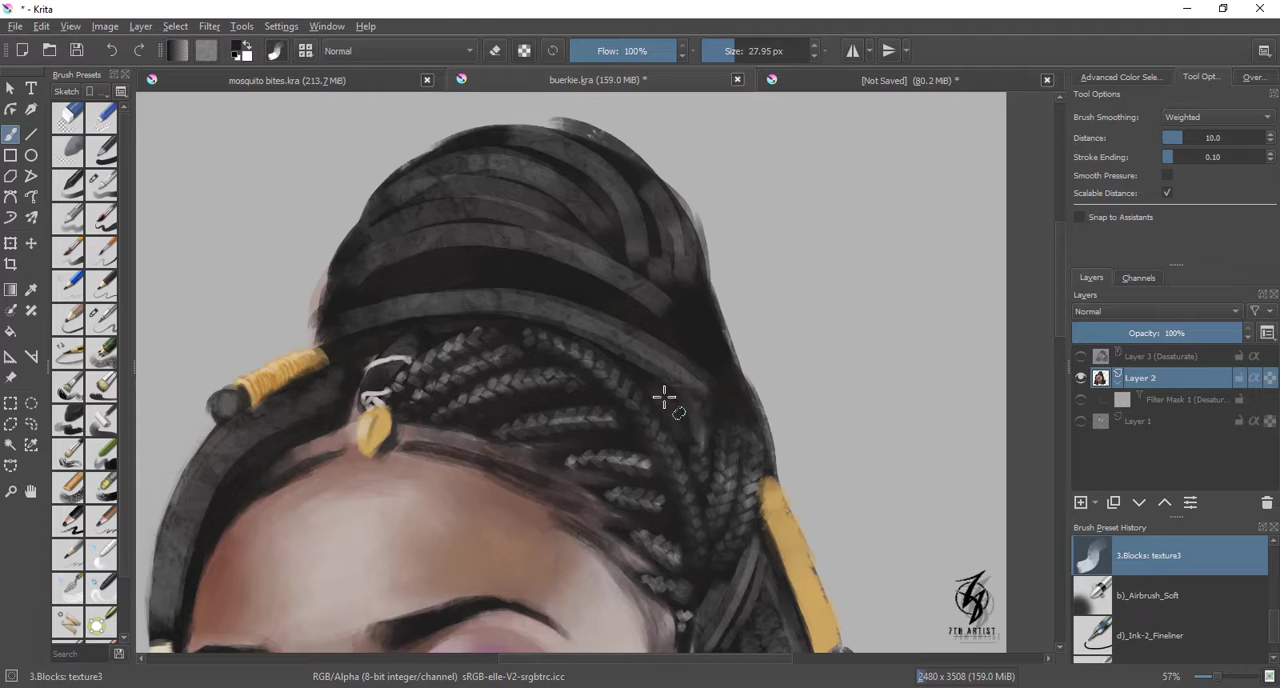 * - Krita
File Edit View Image Layer Select Filter Tools Settings Window Help
Normal Flow: 100% Size: 27.95 px
Brush Presets
mosquito bites.kra (213.7 MiB)
buerkie.kra (159.0 MiB) *
[Not Saved] (80.2 MiB) *
Advanced Color Sele... Tool Opt... Over...
Sketch
Tool Options
Brush Smoothing: Weighted
Distance: 10.0
Stroke Ending: 0.10
Smooth Pressure:
Scalable Distance:
Snap to Assistants
Layers Channels
Layers
Normal
Opacity: 100%
Layer 3 (Desaturate)
Layer 2
Filter Mask 1 (Desatur...
Layer 1
Brush Preset History
3.Blocks: texture3
b)_Airbrush_Soft
d)_Ink-2_Fineliner
7TH ARTIST
Search
3.Blocks: texture3
RGB/Alpha (8-bit integer/channel) sRGB-elle-V2-srgbtrc.icc
2480 x 3508 (159.0 MiB)
57%